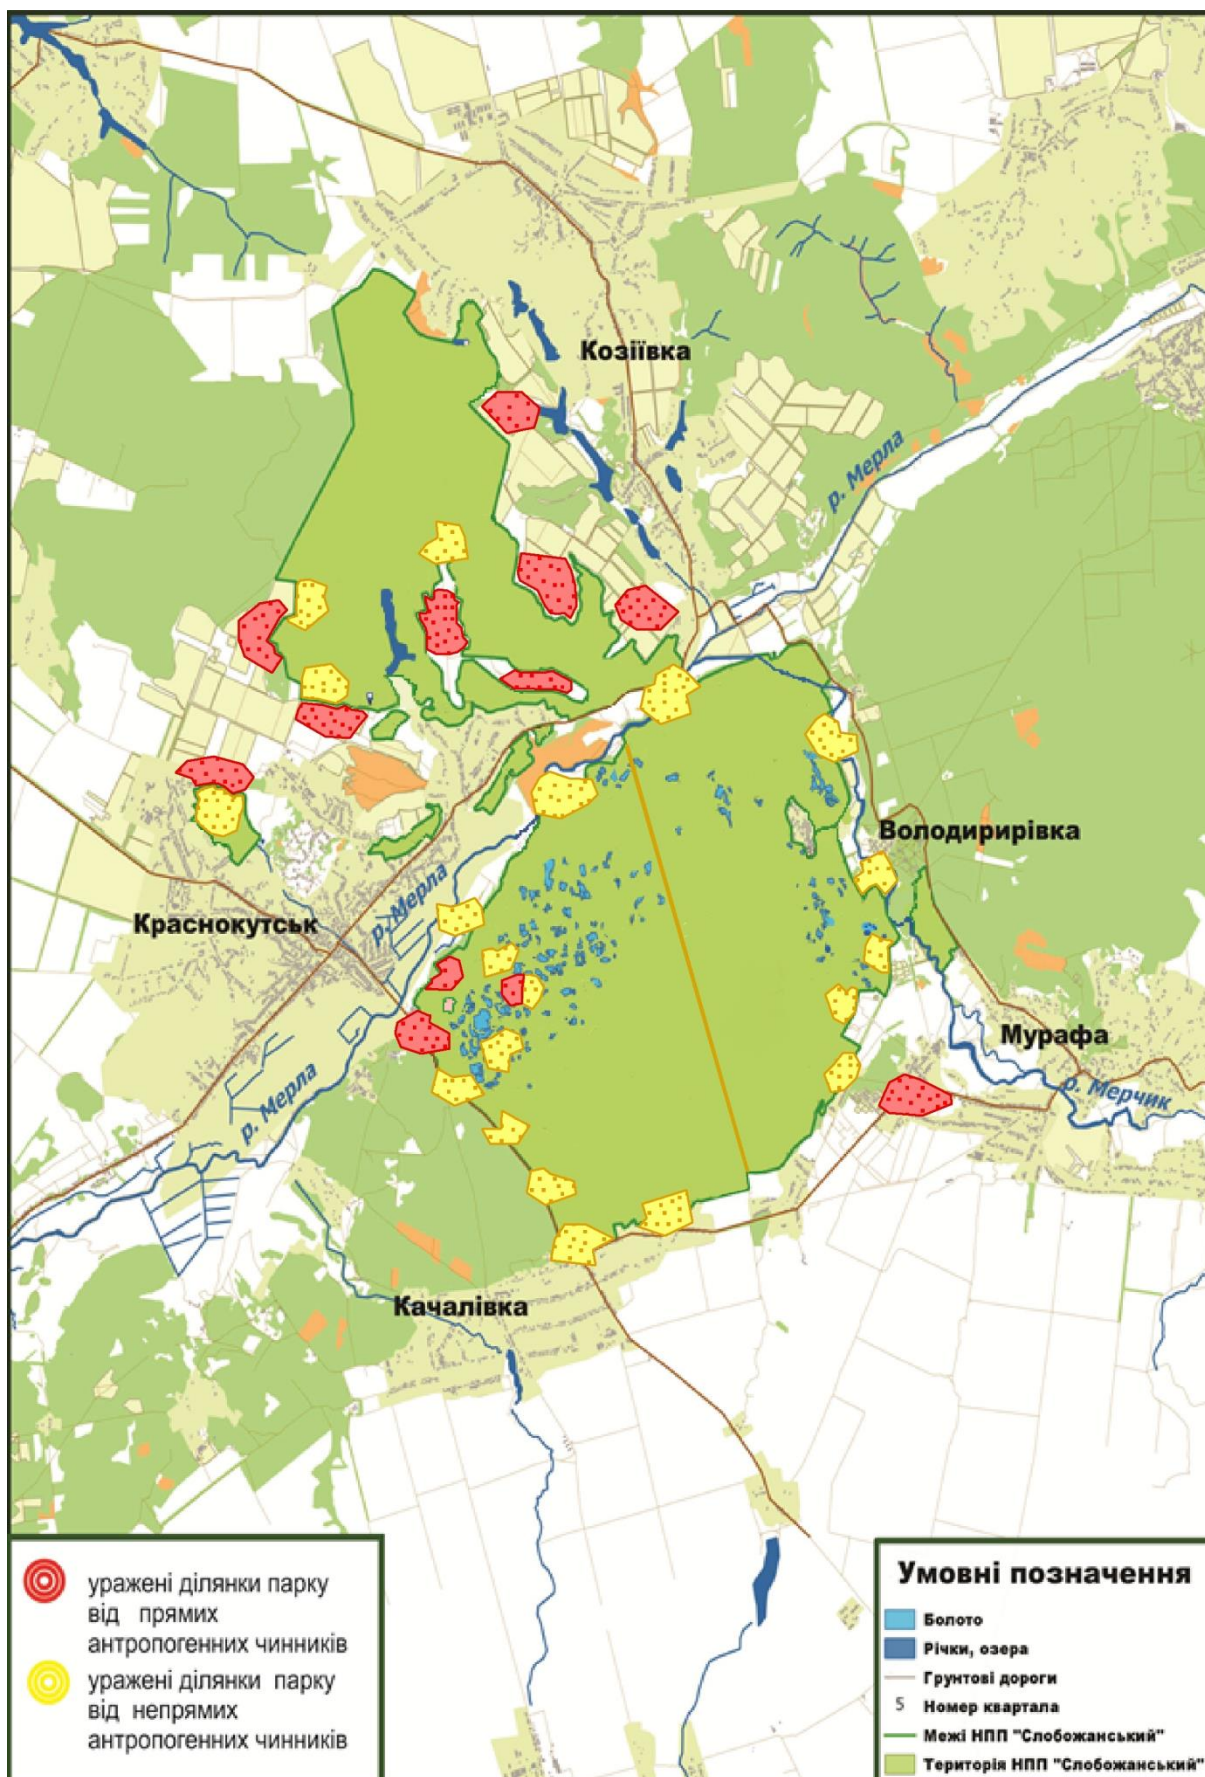 Козіївка
р. Мерла
Володирирівка
р. Мерла
Краснокутськ
Мурафа
р. Мерчик
р. Мерла
Качалівка
уражені ділянки парку
від прямих
антропогенних чинників
уражені ділянки парку
від непрямих
антропогенних чинників
Умовні позначення
Болото
Річки, озера
Грунтові дороги
5 Номер квартала
Межі НПП "Слобожанський"
Територія НПП "Слобожанський"